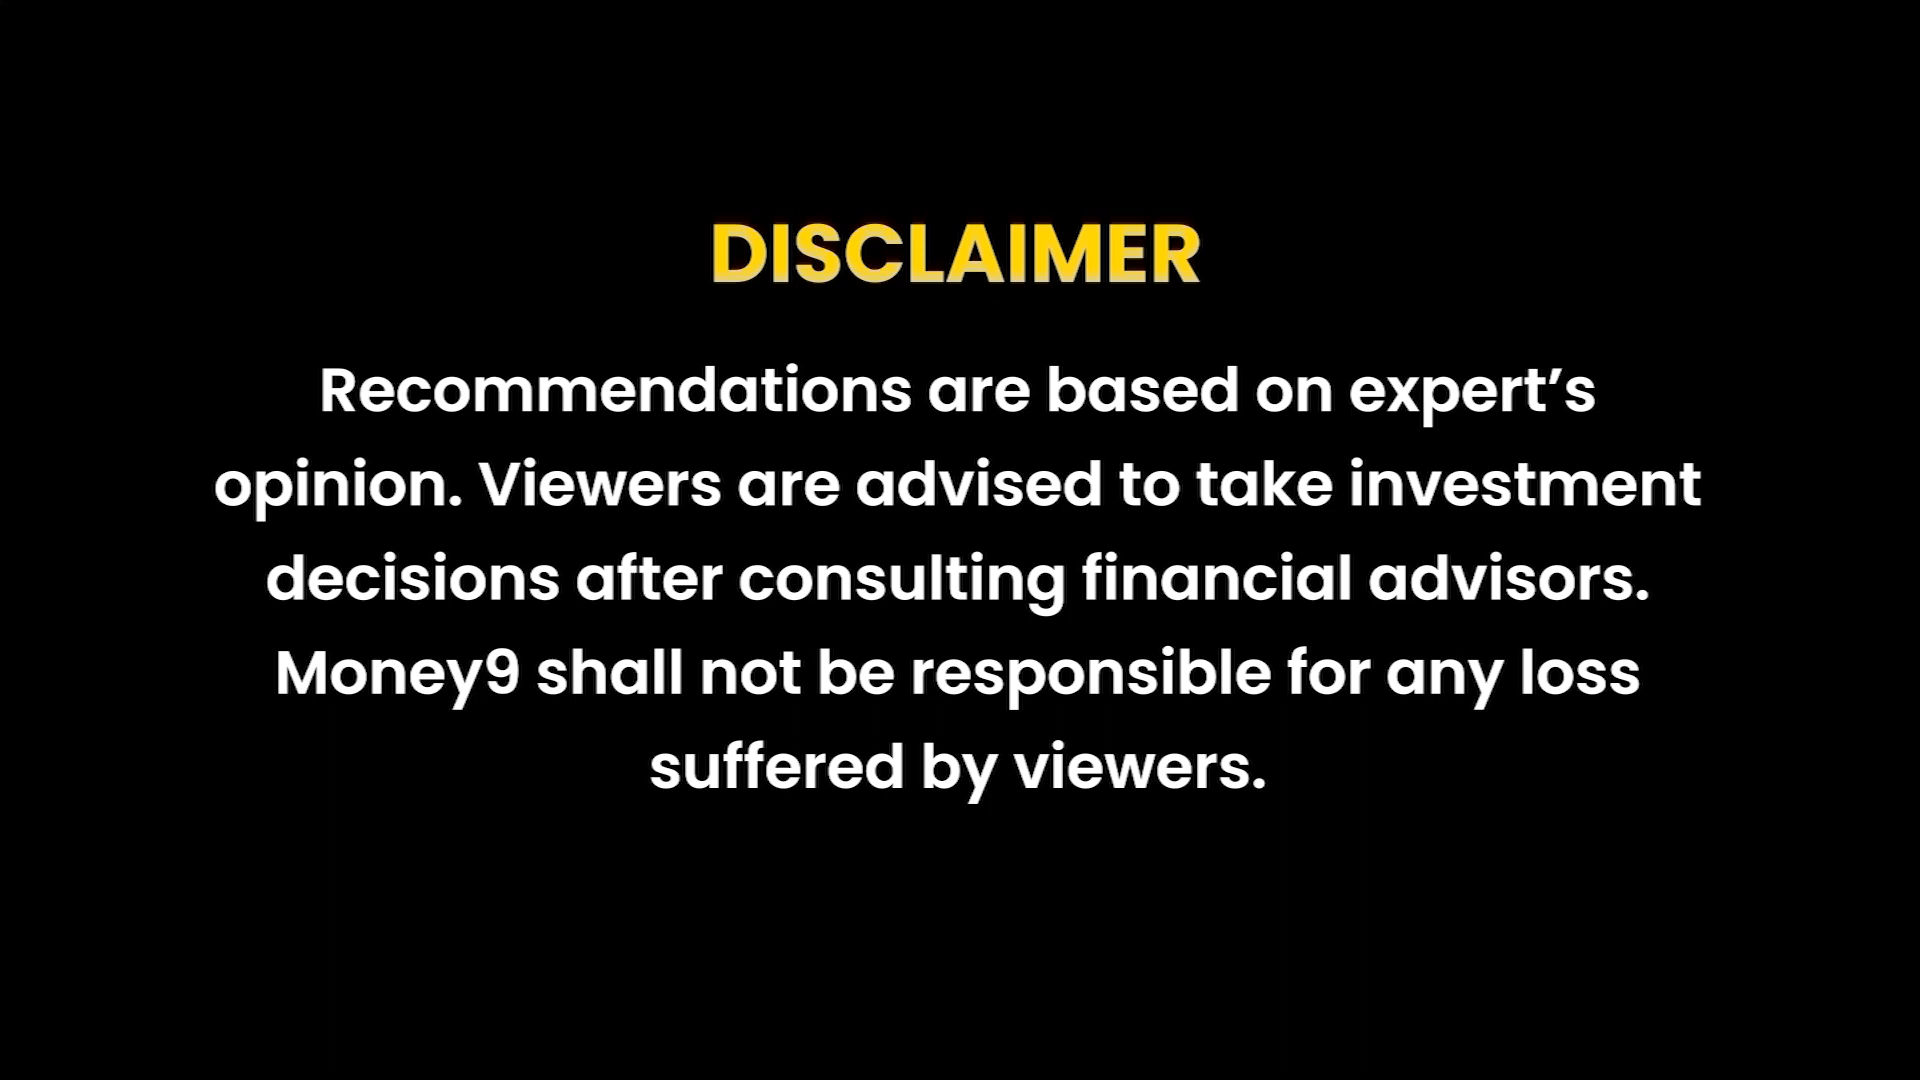 DISCLAIMER
Recommendations are based on expert’s
opinion. Viewers are advised to take investment
decisions after consulting financial advisors.
Money9 shall not be responsible for any loss
suffered by viewers.